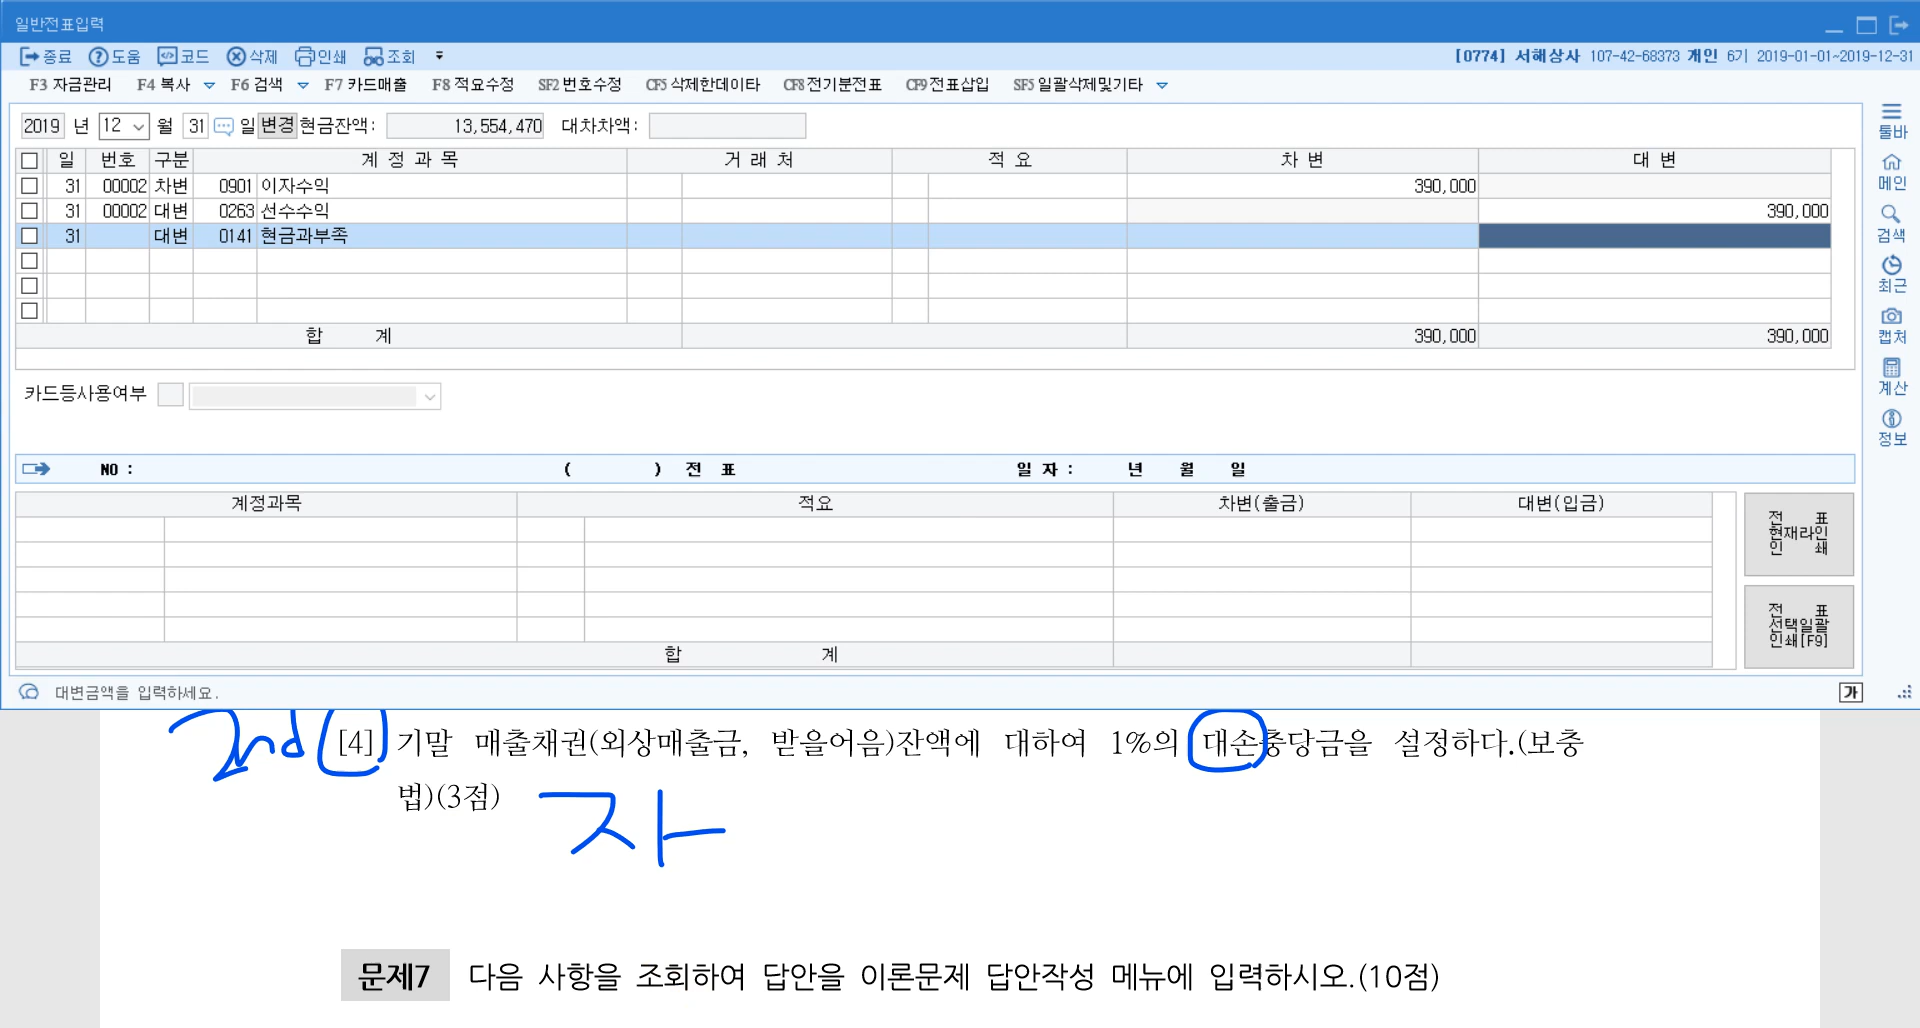 일반전표입력
종료 도움 코드 삭제 인쇄 조회 [0774] 서해상사 107-42-68373 개인 6기 2019-01-01~2019-12-31
F3 자금관리 F4 복사 F6 검색 F7 카드매출 F8 적요수정 SF2 번호수정 CF5 삭제한데이타 CF8 전기분전표 CF9 전표삽입 SF5 일괄삭제및기타
2019 년 12 월 31 일 변경 현금잔액: 13,554,470 대차차액:
일 번호 구분 계정과목 거래처 적요 차변 대변
31 00002 차변 0901 이자수익 390,000
31 00002 대변 0263 선수수익 390,000
31 대변 0141 현금과부족
합 계 390,000 390,000
카드등사용여부
NO : ( ) 전 표 일 자 : 년 월 일
계정과목 적요 차변(출금) 대변(입금)
합 계
전 표
현재라인
인 쇄
전 표
선택일괄
인쇄[F9]
대변금액을 입력하세요.
가
툴바
메인
검색
최근
캡처
계산
정보
2nd [4] 기말 매출채권(외상매출금, 받을어음)잔액에 대하여 1%의 대손충당금을 설정하다.(보충
법)(3점)
자
문제7 다음 사항을 조회하여 답안을 이론문제 답안작성 메뉴에 입력하시오.(10점)